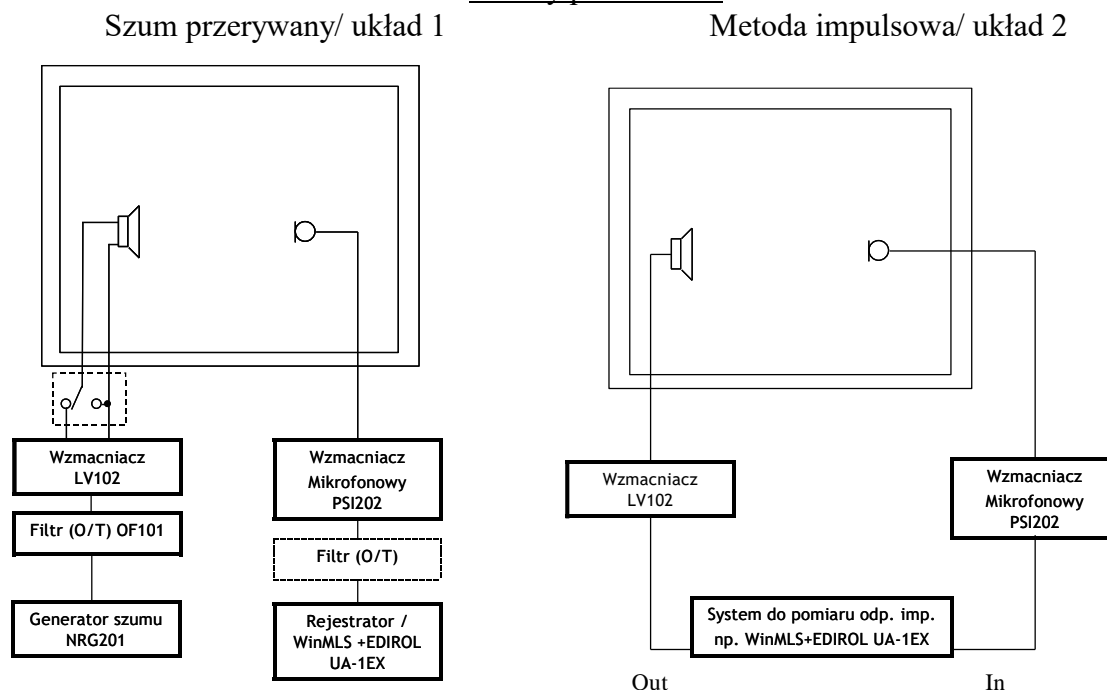 Szum przerywany/ układ 1
Metoda impulsowa/ układ 2
Wzmacniacz
LV102
Filtr (O/T) OF101
Generator szumu
NRG201
Wzmacniacz
Mikrofonowy
PSI202
Filtr (O/T)
Rejestrator /
WinMLS +EDIROL
UA-1EX
Wzmacniacz
LV102
Wzmacniacz
Mikrofonowy
PSI202
System do pomiaru odp. imp.
np. WinMLS+EDIROL UA-1EX
Out
In